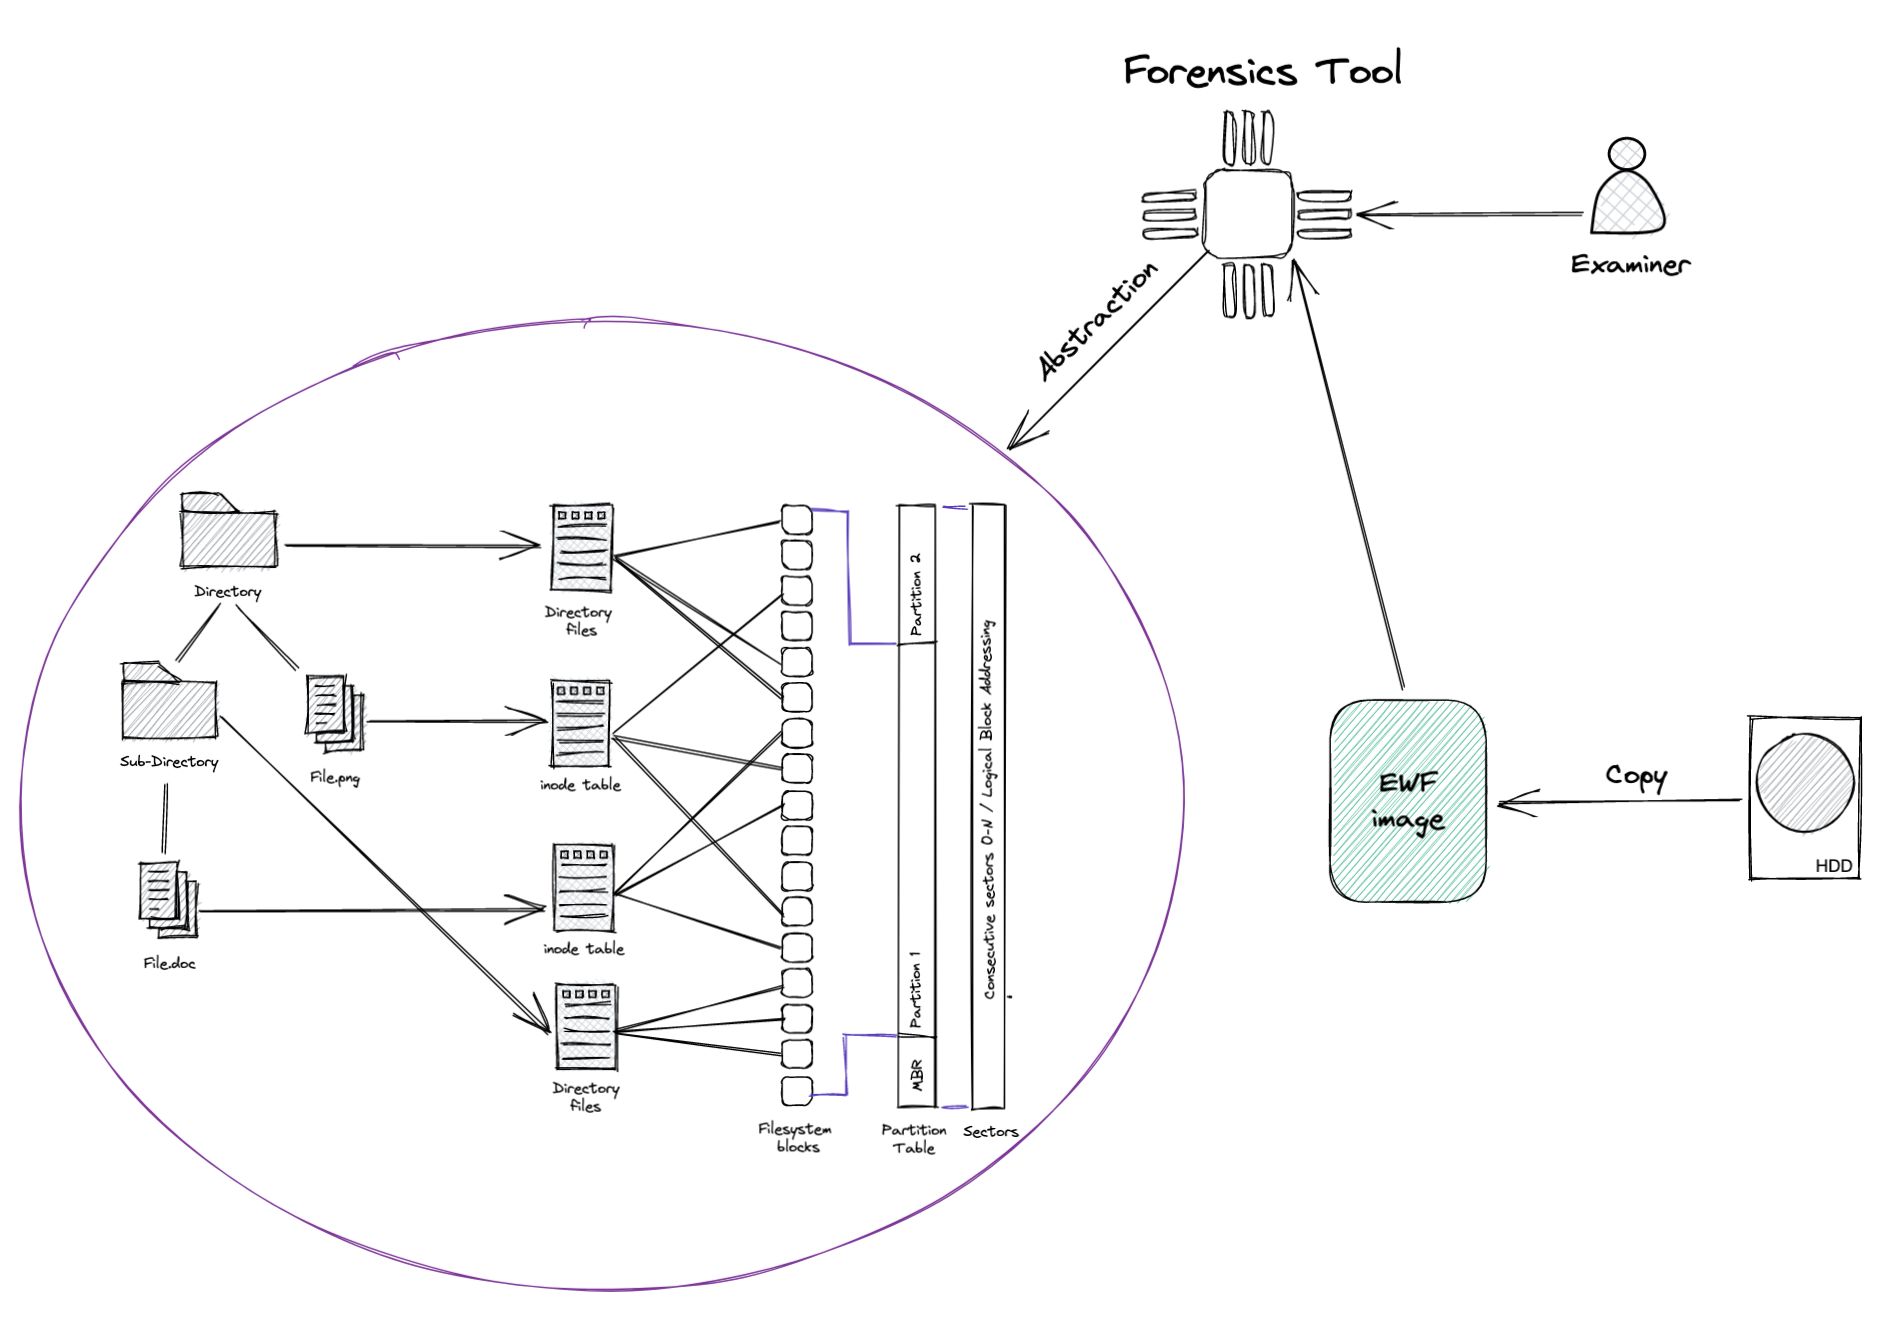 Forensics Tool
Examiner
Abstraction
Directory
Directory
files
Sub-Directory
File.png
inode table
File.doc
inode table
Directory
files
Filesystem
blocks
Partition 2
Partition 1
MBR
Partition
Table
Consecutive sectors 0-N / Logical Block Addressing
Sectors
EWF
image
Copy
HDD